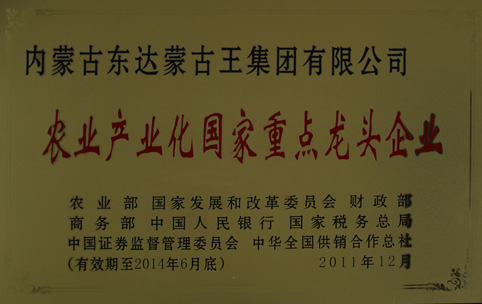 内蒙古东达蒙古王集团有限公司
农业产业化国家重点龙头企业
农业部 国家发展和改革委员会 财政部
商务部 中国人民银行 国家税务总局
中国证券监督管理委员会 中华全国供销合作总社
(有效期至2014年6月底) 2011年12月